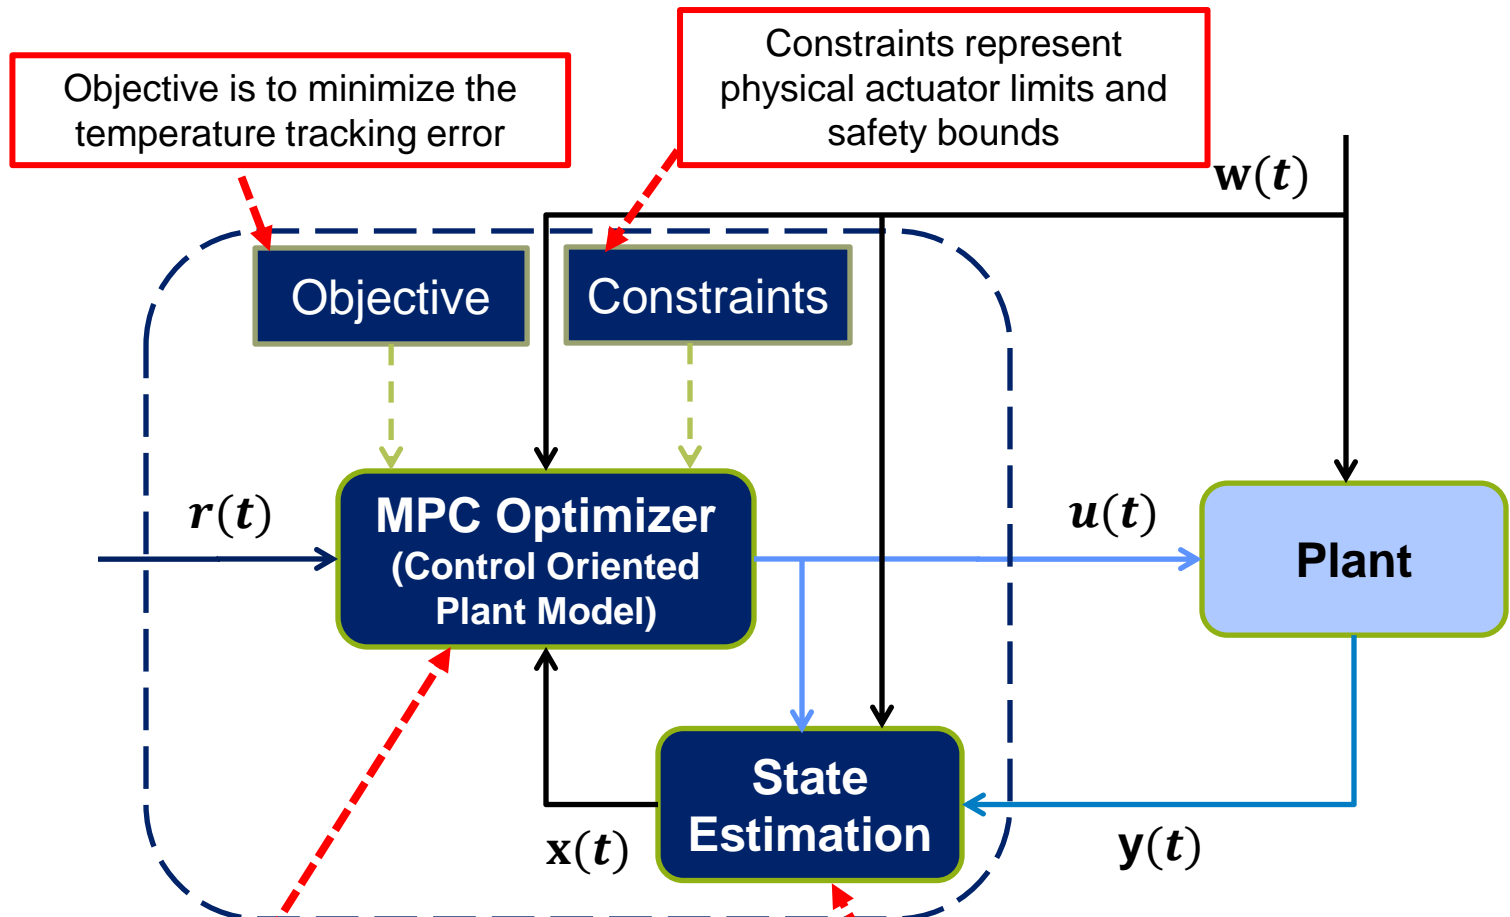 Objective is to minimize the
temperature tracking error
Constraints represent
physical actuator limits and
safety bounds
w(t)
Objective
Constraints
r(t)
MPC Optimizer
(Control Oriented
Plant Model)
u(t)
Plant
State
Estimation
x(t)
y(t)